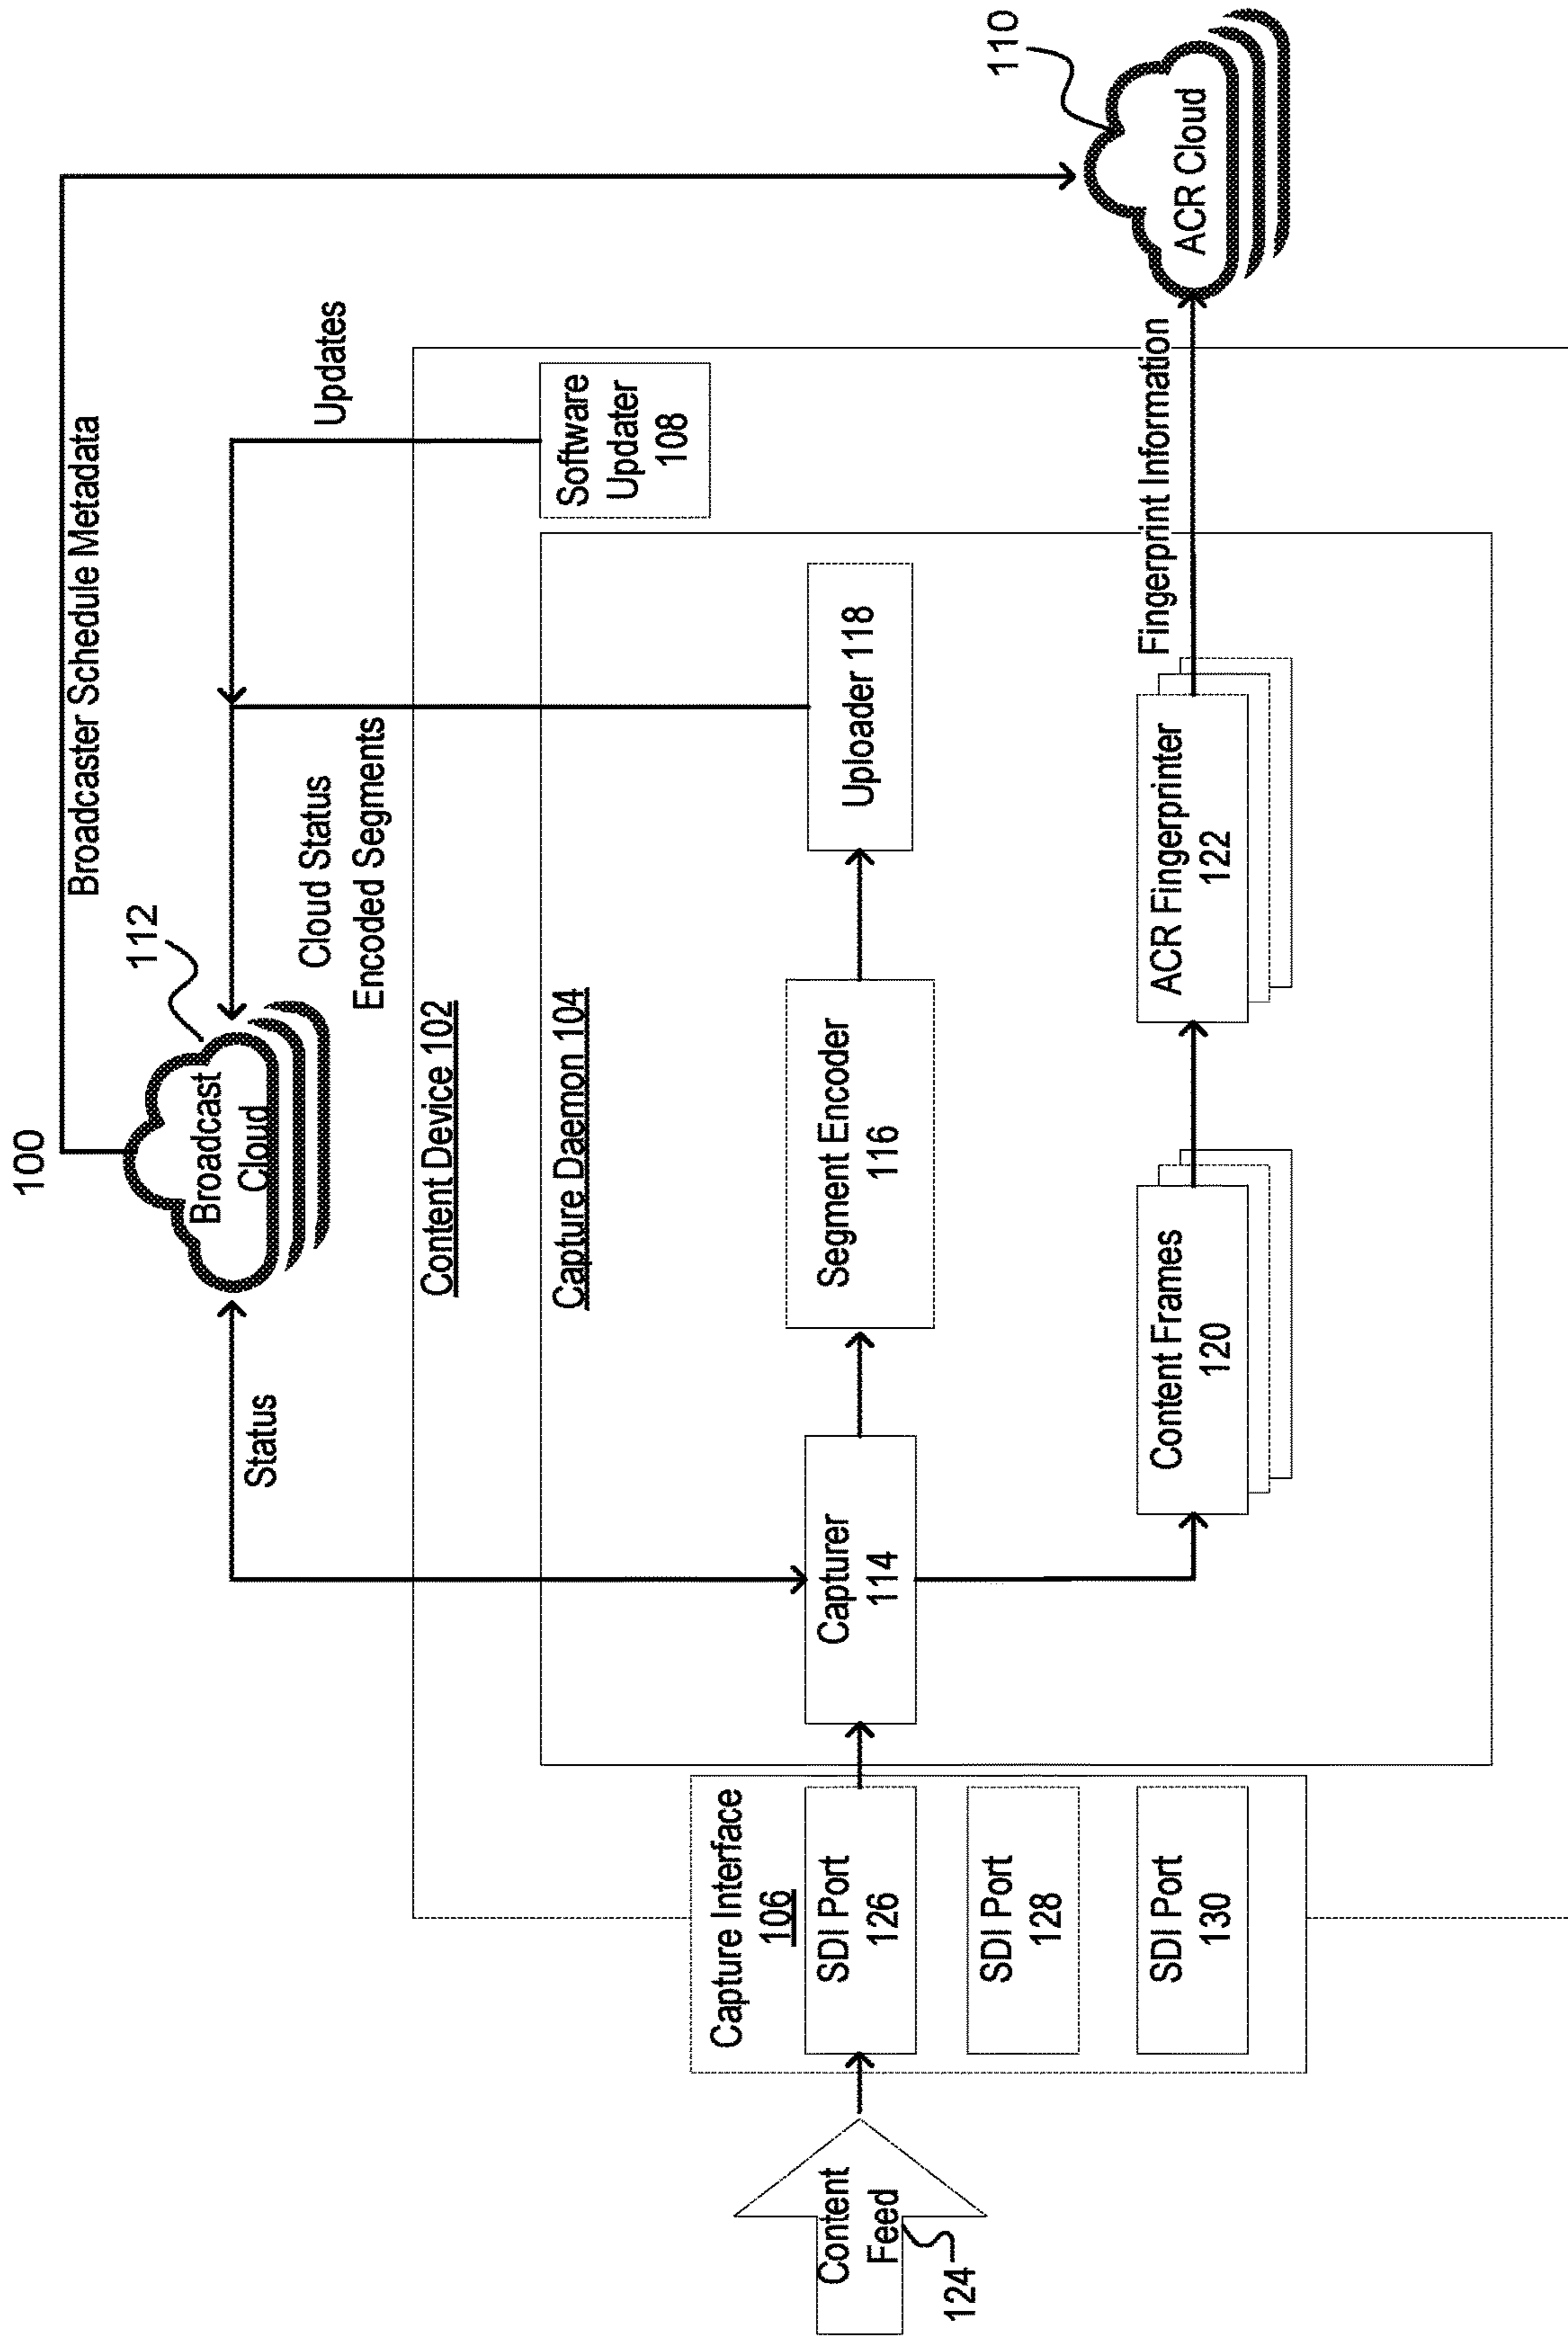 100
Broadcaster Schedule Metadata
112
Broadcast
Cloud
Status
Cloud Status
Encoded Segments
Updates
110
ACR Cloud
Content Device 102
Capture Daemon 104
Software
Updater
108
Capture Interface
106
SDI Port
126
SDI Port
128
SDI Port
130
Content
Feed
124
Capturer
114
Segment Encoder
116
Uploader 118
Content Frames
120
ACR Fingerprinter
122
Fingerprint Information